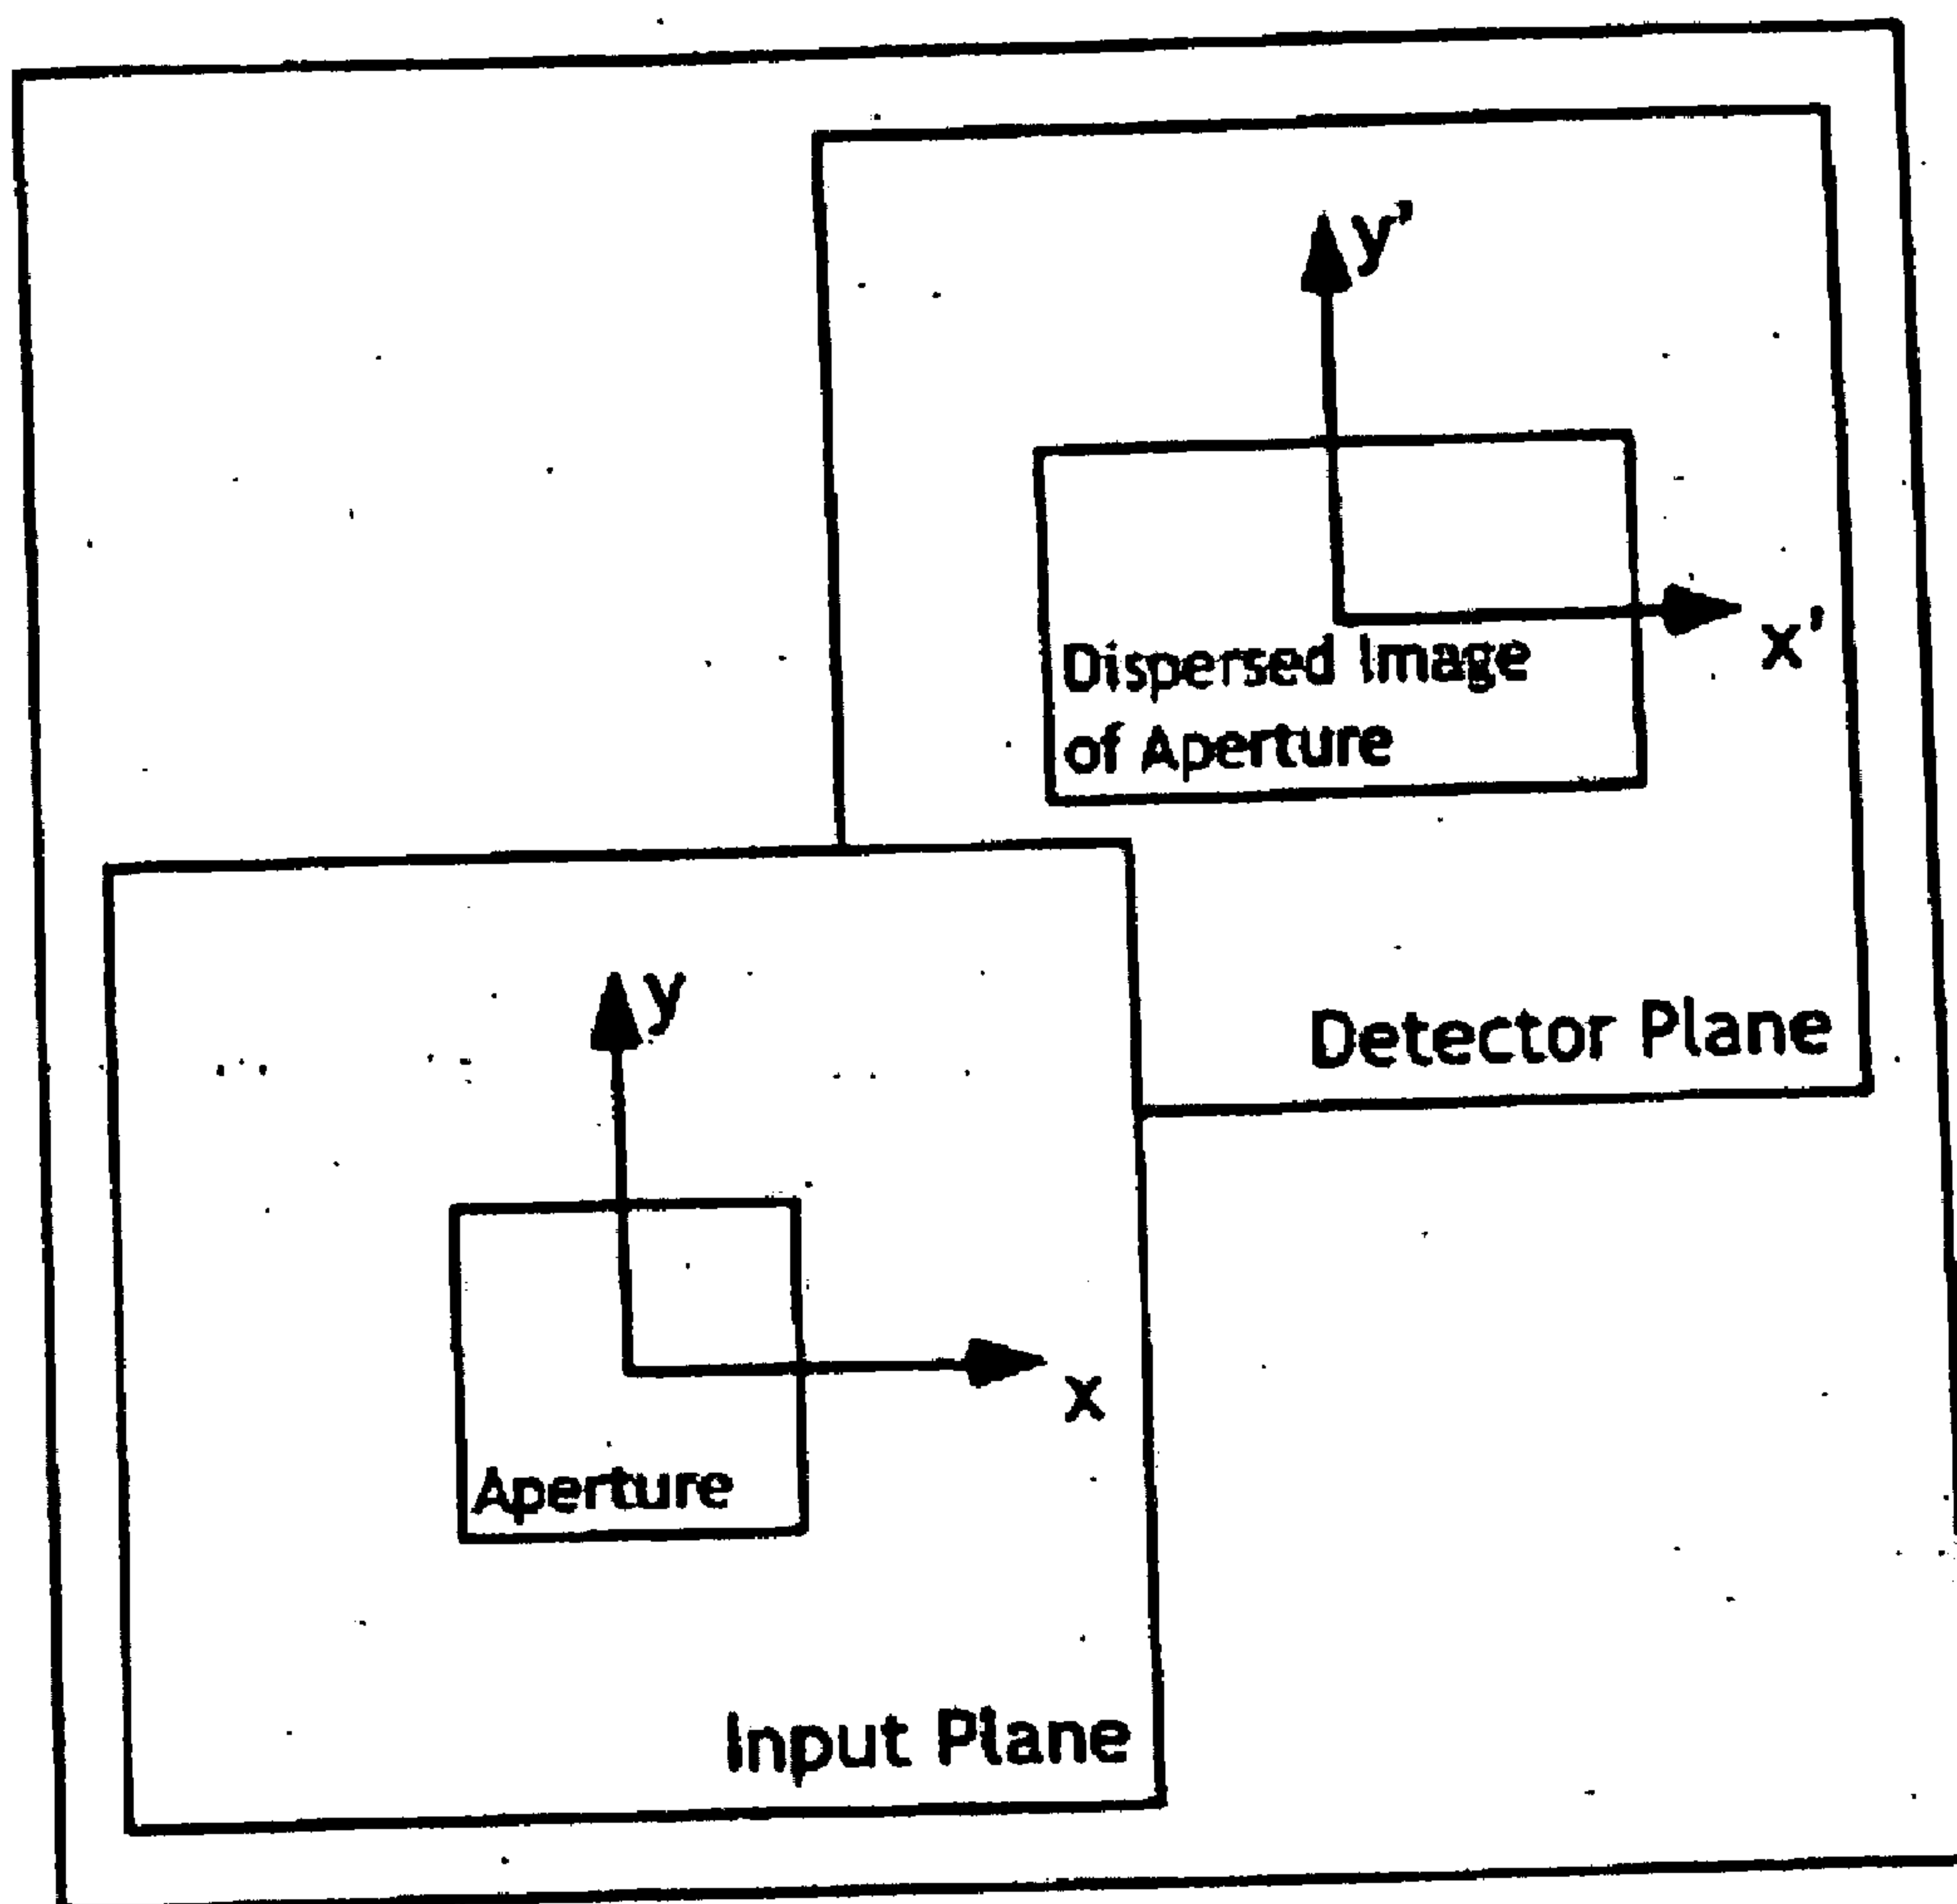 y'
x'
Dispersed Image
of Aperture
Detector Plane
y
x
Aperture
Input Plane